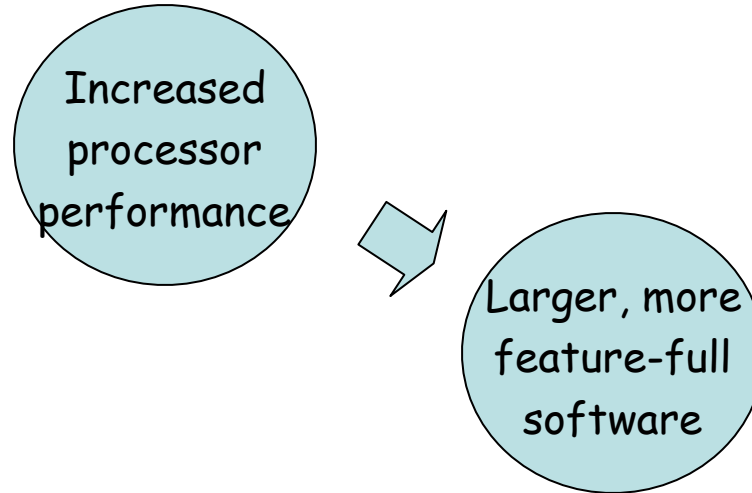 Increased
processor
performance
Larger, more
feature-full
software